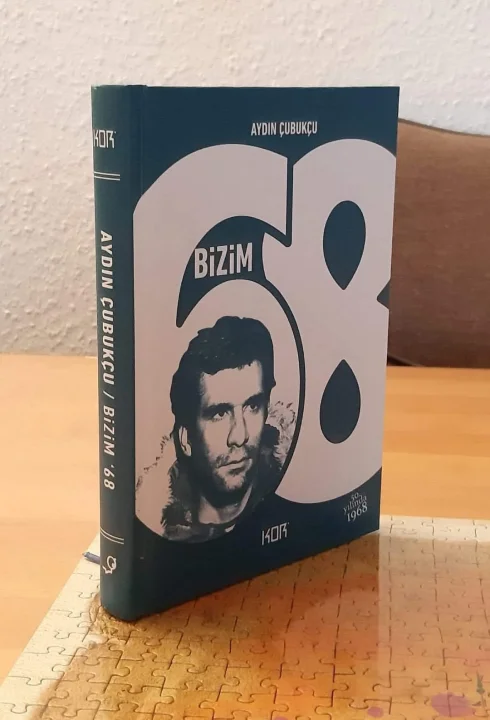 KOR
AYDIN ÇUBUKÇU / BİZİM '68
AYDIN ÇUBUKÇU
68
BİZİM
KOR
50.
yılında
1968